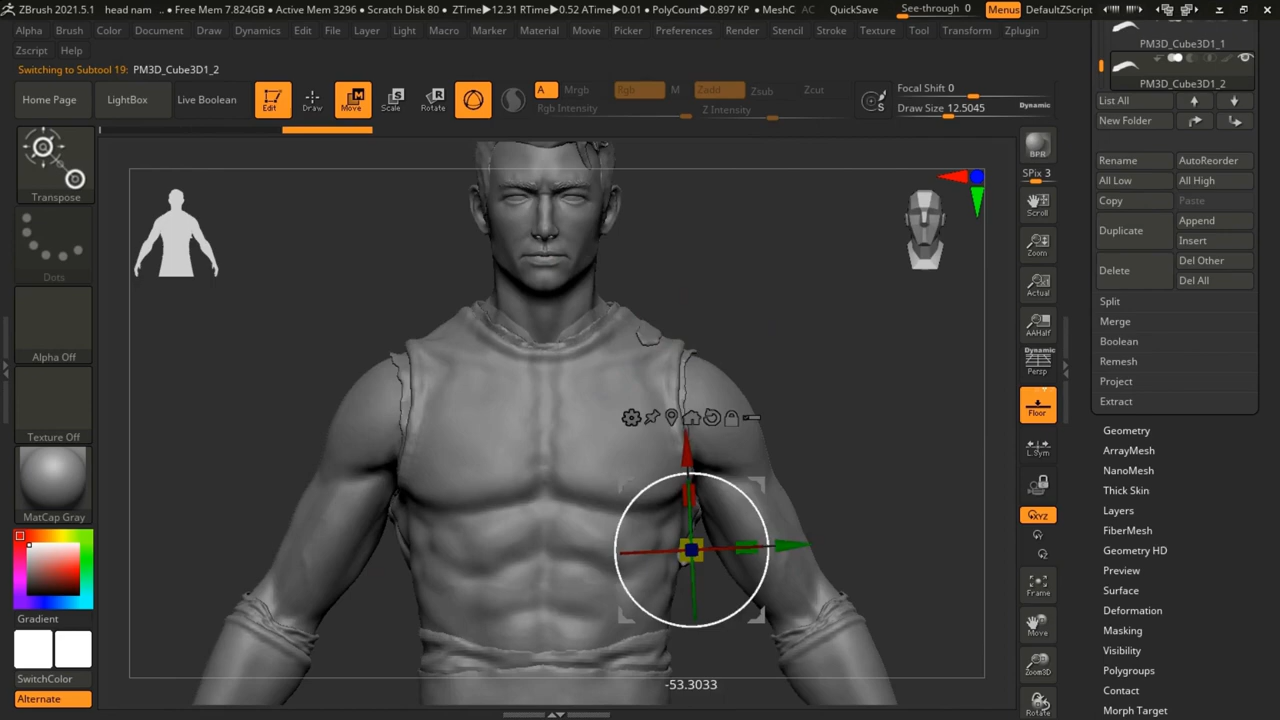 ZBrush 2021.5.1 head nam .. • Free Mem 7.824GB • Active Mem 3296 • Scratch Disk 80 • ZTime▶12.31 RTime▶0.52 ATime▶0.01 • PolyCount▶0.897 KP • MeshC AC QuickSave See-through 0 Menus DefaultZScript
Alpha Brush Color Document Draw Dynamics Edit File Layer Light Macro Marker Material Movie Picker Preferences Render Stencil Stroke Texture Tool Transform Zplugin
Zscript Help
Switching to Subtool 19: PM3D_Cube3D1_2
Home Page LightBox Live Boolean Edit Draw Move Scale Rotate
A Mrgb Rgb M Zadd Zsub Zcut
Rgb Intensity Z Intensity
Focal Shift 0
Draw Size 12.5045 Dynamic
Transpose
Dots
Alpha Off
Texture Off
MatCap Gray
Gradient
SwitchColor
Alternate
-53.3033
BPR
SPix 3
Scroll
Zoom
Actual
AAHalf
Dynamic
Persp
Floor
L.Sym
XYZ
Frame
Move
Zoom3D
Rotate
PM3D_Cube3D1_1
PM3D_Cube3D1_2
List All
New Folder
Rename AutoReorder
All Low All High
Copy Paste
Duplicate Append
Insert
Delete Del Other
Del All
Split
Merge
Boolean
Remesh
Project
Extract
Geometry
ArrayMesh
NanoMesh
Thick Skin
Layers
FiberMesh
Geometry HD
Preview
Surface
Deformation
Masking
Visibility
Polygroups
Contact
Morph Target